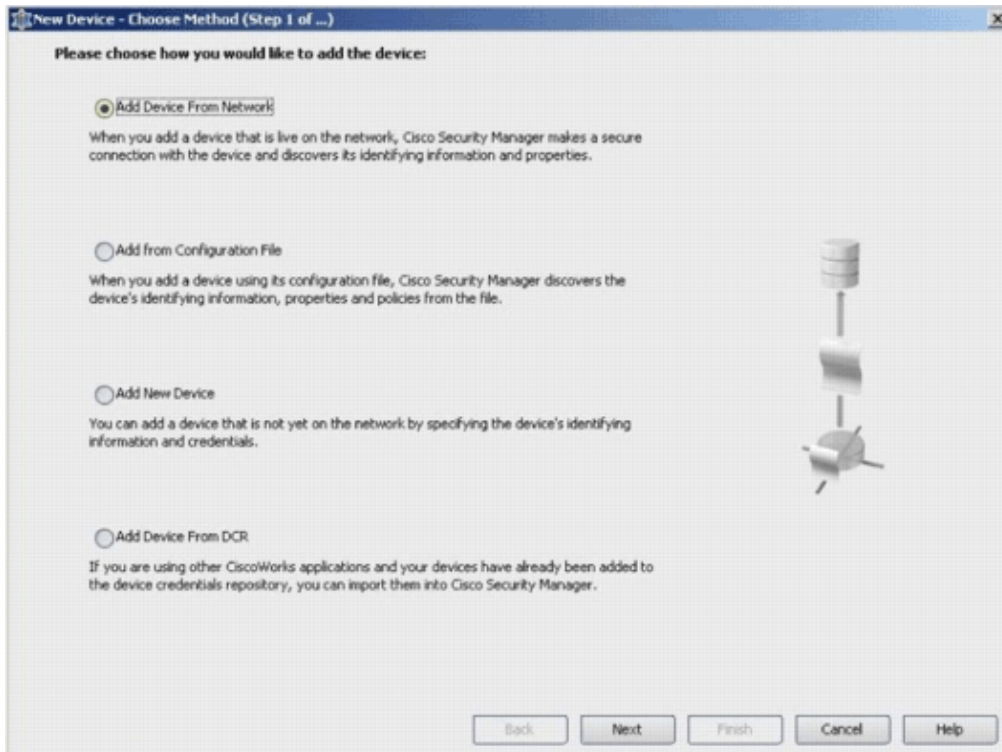 New Device - Choose Method (Step 1 of ...)
Please choose how you would like to add the device:
Add Device From Network
When you add a device that is live on the network, Cisco Security Manager makes a secure
connection with the device and discovers its identifying information and properties.
Add from Configuration File
When you add a device using its configuration file, Cisco Security Manager discovers the
device's identifying information, properties and policies from the file.
Add New Device
You can add a device that is not yet on the network by specifying the device's identifying
information and credentials.
Add Device From DCR
If you are using other CiscoWorks applications and your devices have already been added to
the device credentials repository, you can import them into Cisco Security Manager.
Back Next Finish Cancel Help